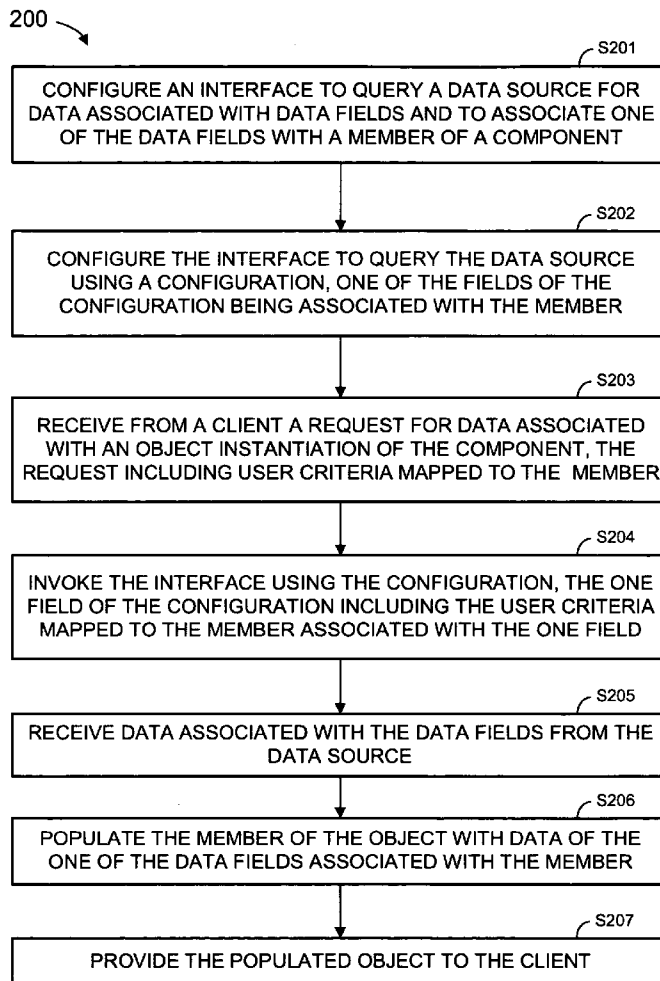 200
S201
CONFIGURE AN INTERFACE TO QUERY A DATA SOURCE FOR
DATA ASSOCIATED WITH DATA FIELDS AND TO ASSOCIATE ONE
OF THE DATA FIELDS WITH A MEMBER OF A COMPONENT
S202
CONFIGURE THE INTERFACE TO QUERY THE DATA SOURCE
USING A CONFIGURATION, ONE OF THE FIELDS OF THE
CONFIGURATION BEING ASSOCIATED WITH THE MEMBER
S203
RECEIVE FROM A CLIENT A REQUEST FOR DATA ASSOCIATED
WITH AN OBJECT INSTANTIATION OF THE COMPONENT, THE
REQUEST INCLUDING USER CRITERIA MAPPED TO THE MEMBER
S204
INVOKE THE INTERFACE USING THE CONFIGURATION, THE ONE
FIELD OF THE CONFIGURATION INCLUDING THE USER CRITERIA
MAPPED TO THE MEMBER ASSOCIATED WITH THE ONE FIELD
S205
RECEIVE DATA ASSOCIATED WITH THE DATA FIELDS FROM THE
DATA SOURCE
S206
POPULATE THE MEMBER OF THE OBJECT WITH DATA OF THE
ONE OF THE DATA FIELDS ASSOCIATED WITH THE MEMBER
S207
PROVIDE THE POPULATED OBJECT TO THE CLIENT